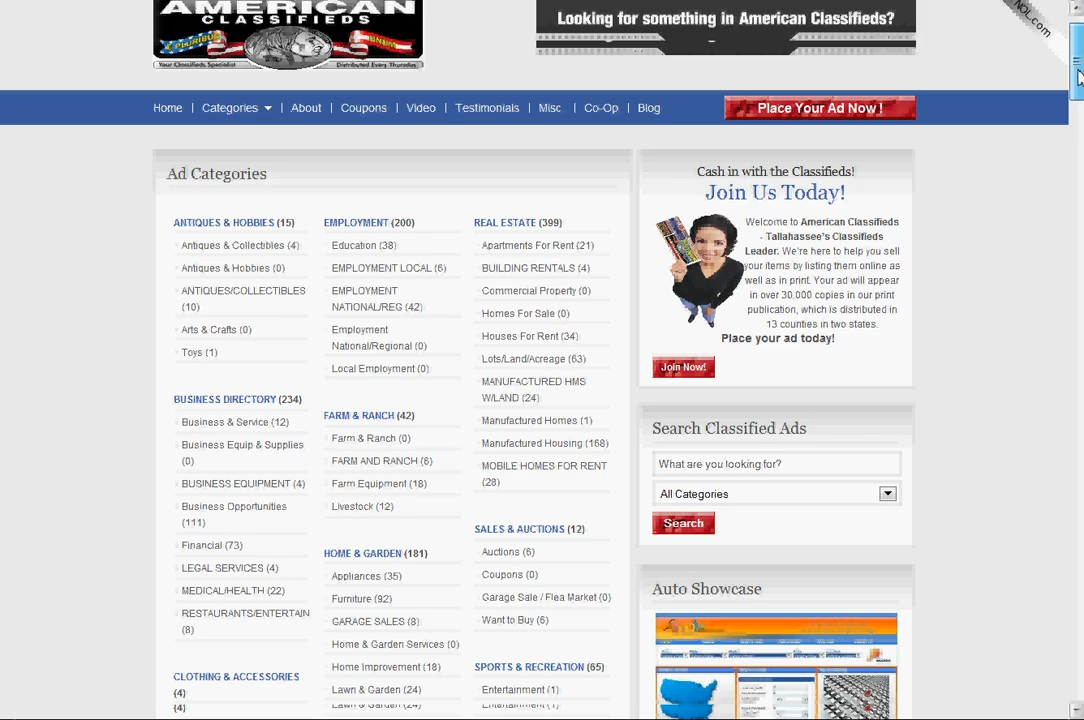 AMERICAN
CLASSIFIEDS
E PLURIBUS
UNUM
Your Classifieds Specialist
Distributed Every Thursday
Looking for something in American Classifieds?
Home | Categories | About | Coupons | Video | Testimonials | Misc | Co-Op | Blog
Place Your Ad Now !
Ad Categories
ANTIQUES & HOBBIES (15)
Antiques & Collectibles (4)
Antiques & Hobbies (0)
ANTIQUES/COLLECTIBLES
(10)
Arts & Crafts (0)
Toys (1)
BUSINESS DIRECTORY (234)
Business & Service (12)
Business Equip & Supplies
(0)
BUSINESS EQUIPMENT (4)
Business Opportunities
(111)
Financial (73)
LEGAL SERVICES (4)
MEDICAL/HEALTH (22)
RESTAURANTS/ENTERTAIN
(8)
CLOTHING & ACCESSORIES
(4)
(4)
EMPLOYMENT (200)
Education (38)
EMPLOYMENT LOCAL (6)
EMPLOYMENT
NATIONAL/REG (42)
Employment
National/Regional (0)
Local Employment (0)
FARM & RANCH (42)
Farm & Ranch (0)
FARM AND RANCH (6)
Farm Equipment (18)
Livestock (12)
HOME & GARDEN (181)
Appliances (35)
Furniture (92)
GARAGE SALES (8)
Home & Garden Services (0)
Home Improvement (18)
Lawn & Garden (24)
Lawn & Garden (24)
REAL ESTATE (399)
Apartments For Rent (21)
BUILDING RENTALS (4)
Commercial Property (0)
Homes For Sale (0)
Houses For Rent (34)
Lots/Land/Acreage (63)
MANUFACTURED HMS
W/LAND (24)
Manufactured Homes (1)
Manufactured Housing (168)
MOBILE HOMES FOR RENT
(28)
SALES & AUCTIONS (12)
Auctions (6)
Coupons (0)
Garage Sale / Flea Market (0)
Want to Buy (6)
SPORTS & RECREATION (65)
Entertainment (1)
Entertainment (1)
Cash in with the Classifieds!
Join Us Today!
Welcome to American Classifieds
- Tallahassee's Classifieds
Leader. We're here to help you sell
your items by listing them online as
well as in print. Your ad will appear
in over 30,000 copies in our print
publication, which is distributed in
13 counties in two states.
Place your ad today!
Join Now!
Search Classified Ads
What are you looking for?
All Categories
Search
Auto Showcase